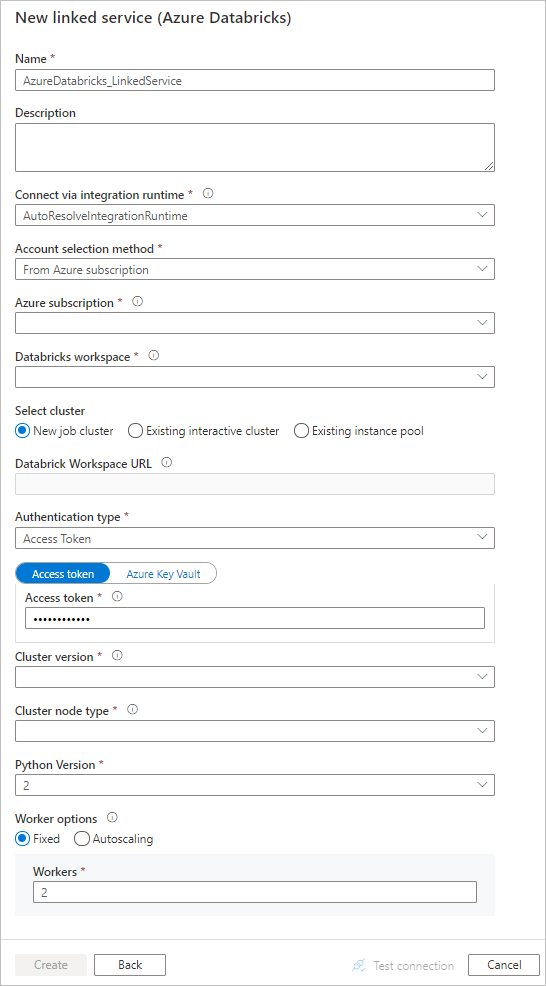 New linked service (Azure Databricks)
Name *
AzureDatabricks_LinkedService
Description
Connect via integration runtime *
AutoResolveIntegrationRuntime
Account selection method *
From Azure subscription
Azure subscription *
Databricks workspace *
Select cluster
New job cluster Existing interactive cluster Existing instance pool
Databrick Workspace URL
Authentication type *
Access Token
Access token Azure Key Vault
Access token *
••••••••••••
Cluster version *
Cluster node type *
Python Version *
2
Worker options
Fixed Autoscaling
Workers *
2
Create Back Test connection Cancel